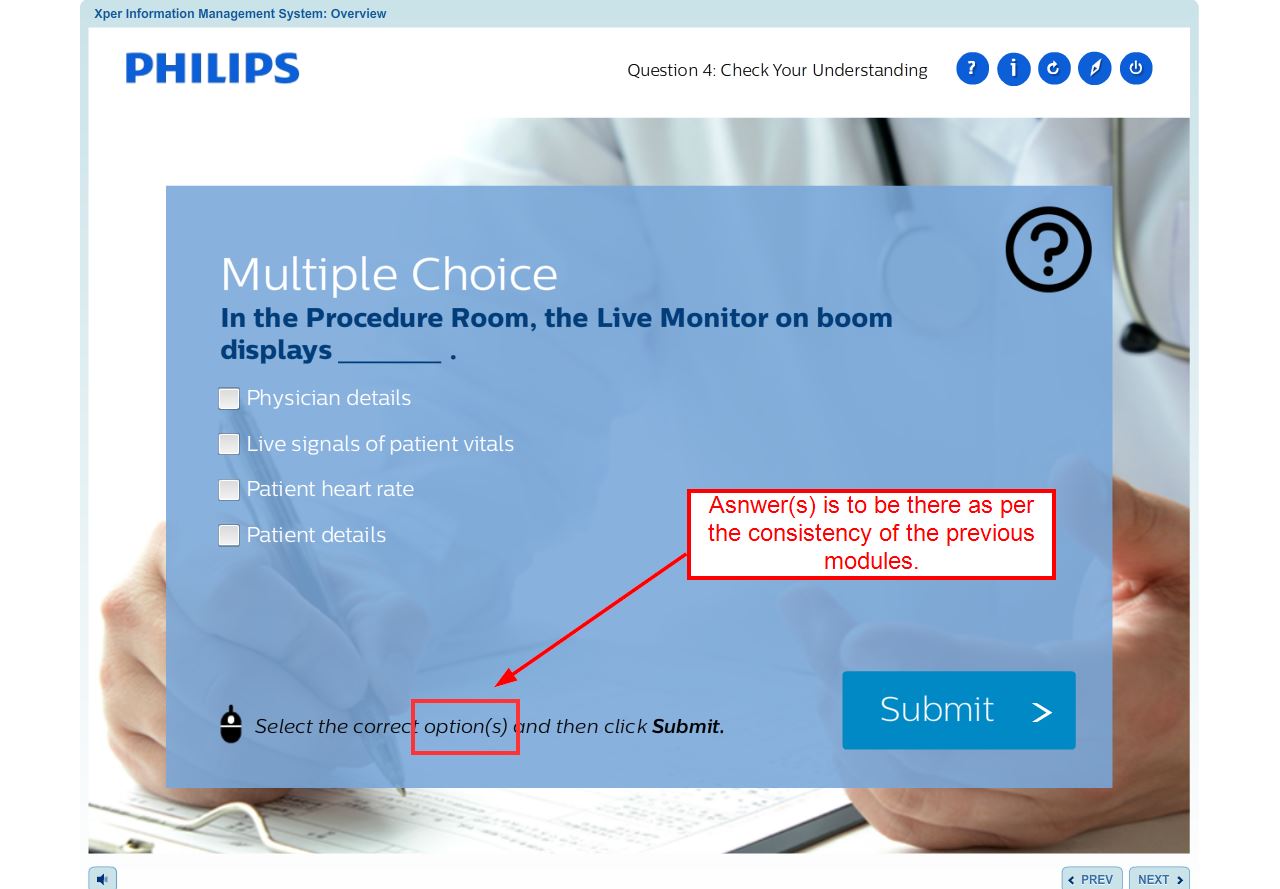 Xper Information Management System: Overview
PHILIPS
Question 4: Check Your Understanding
Multiple Choice
In the Procedure Room, the Live Monitor on boom
displays _______ .
Physician details
Live signals of patient vitals
Patient heart rate
Patient details
Asnwer(s) is to be there as per
the consistency of the previous
modules.
Select the correct option(s) and then click Submit.
Submit
PREV
NEXT